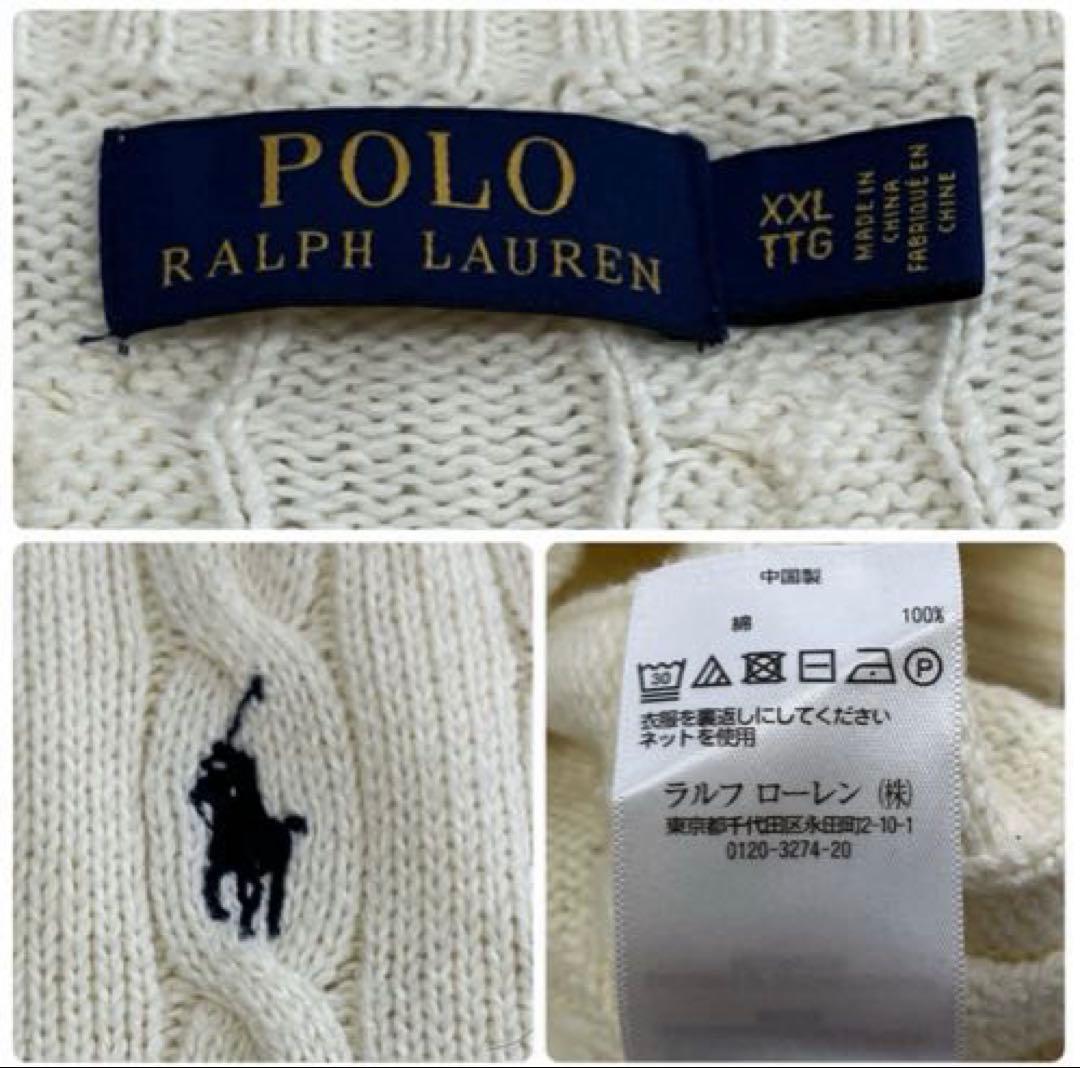 POLO
RALPH LAUREN
XXL
TTG
MADE IN
CHINA
FABRIQUÉ EN
CHINE
中国製
綿 100%
30
P
衣服を裏返しにしてください
ネットを使用
ラルフ ローレン (株)
東京都千代田区永田町2-10-1
0120-3274-20